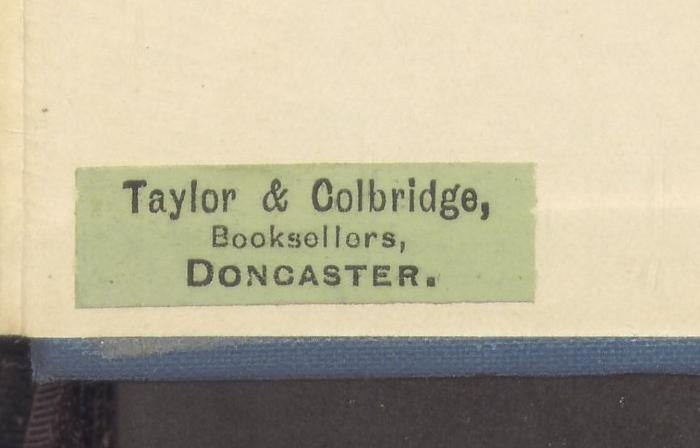 Taylor & Colbridge,
Booksellers,
DONCASTER.